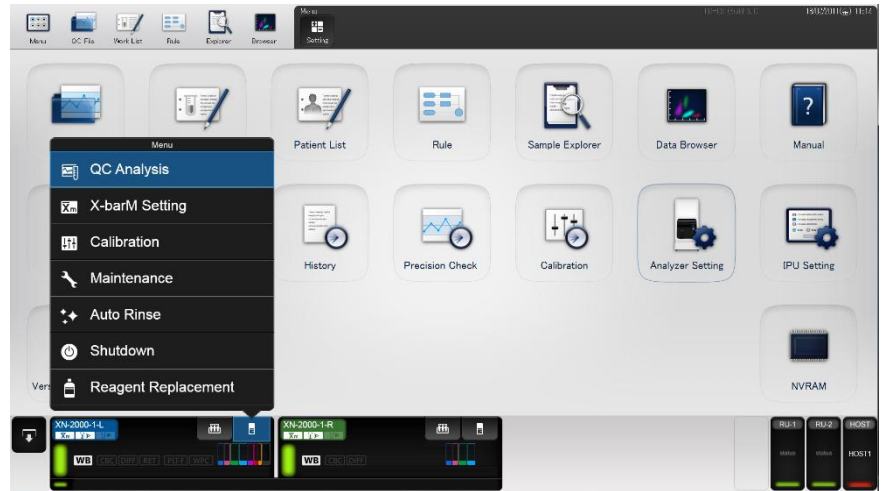 Menu
QC File
Work List
Rule
Explorer
Browser
Menu
Setting
Patient List
Rule
Sample Explorer
Data Browser
Manual
Menu
QC Analysis
X-barM Setting
Calibration
Maintenance
Auto Rinse
Shutdown
Reagent Replacement
History
Precision Check
Calibration
Analyzer Setting
IPU Setting
Vers
NVRAM
XN-2000-1-L
WB CBC DIFF RET PLT-F WPC
XN-2000-1-R
WB CBC DIFF
RU-1
status
RU-2
status
HOST
HOST1